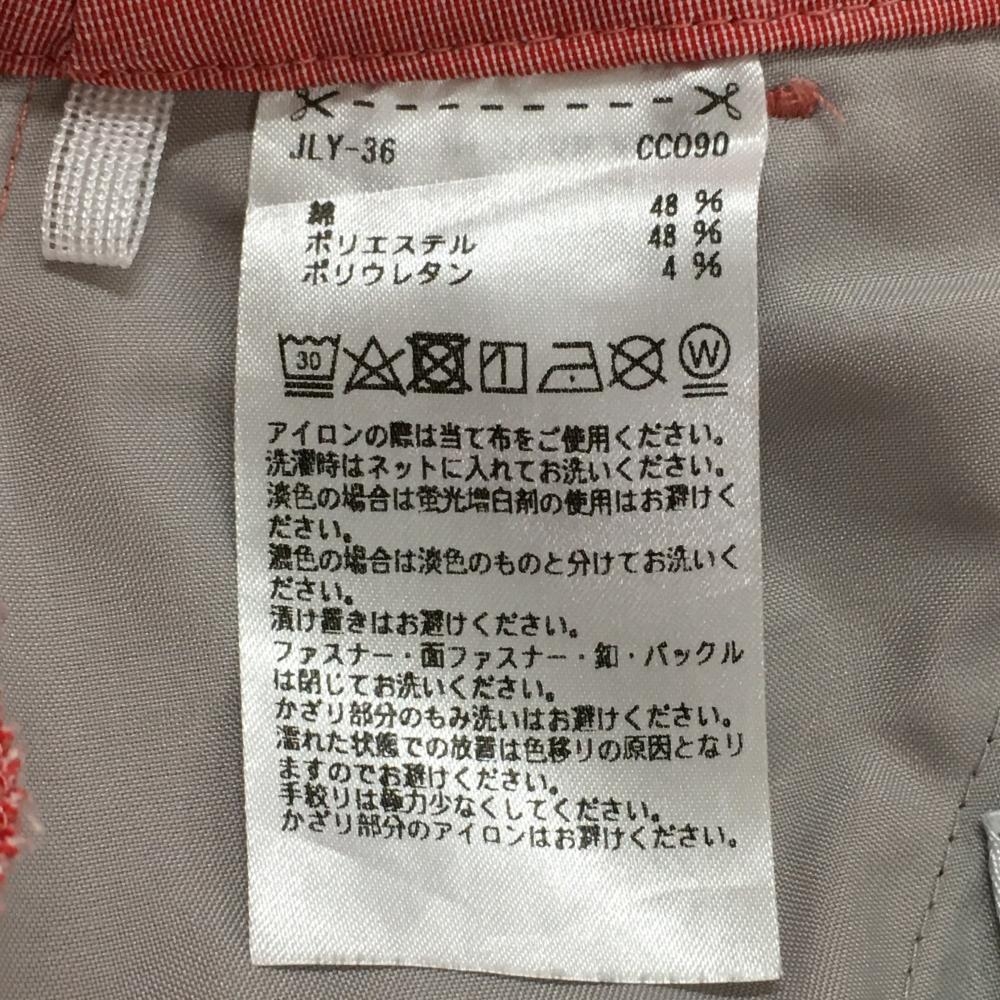 JLY-36 CC090
綿 48 %
ポリエステル 48 %
ポリウレタン 4 %
30 W
アイロンの際は当て布をご使用ください。
洗濯時はネットに入れてお洗いください。
淡色の場合は蛍光増白剤の使用はお避けく
ださい。
濃色の場合は淡色のものと分けてお洗いく
ださい。
漬け置きはお避けください。
ファスナー・面ファスナー・釦・バックル
は閉じてお洗いください。
かざり部分のもみ洗いはお避けください。
濡れた状態での放置は色移りの原因となり
ますのでお避けください。
手絞りは極力少なくしてください。
かざり部分のアイロンはお避けください。